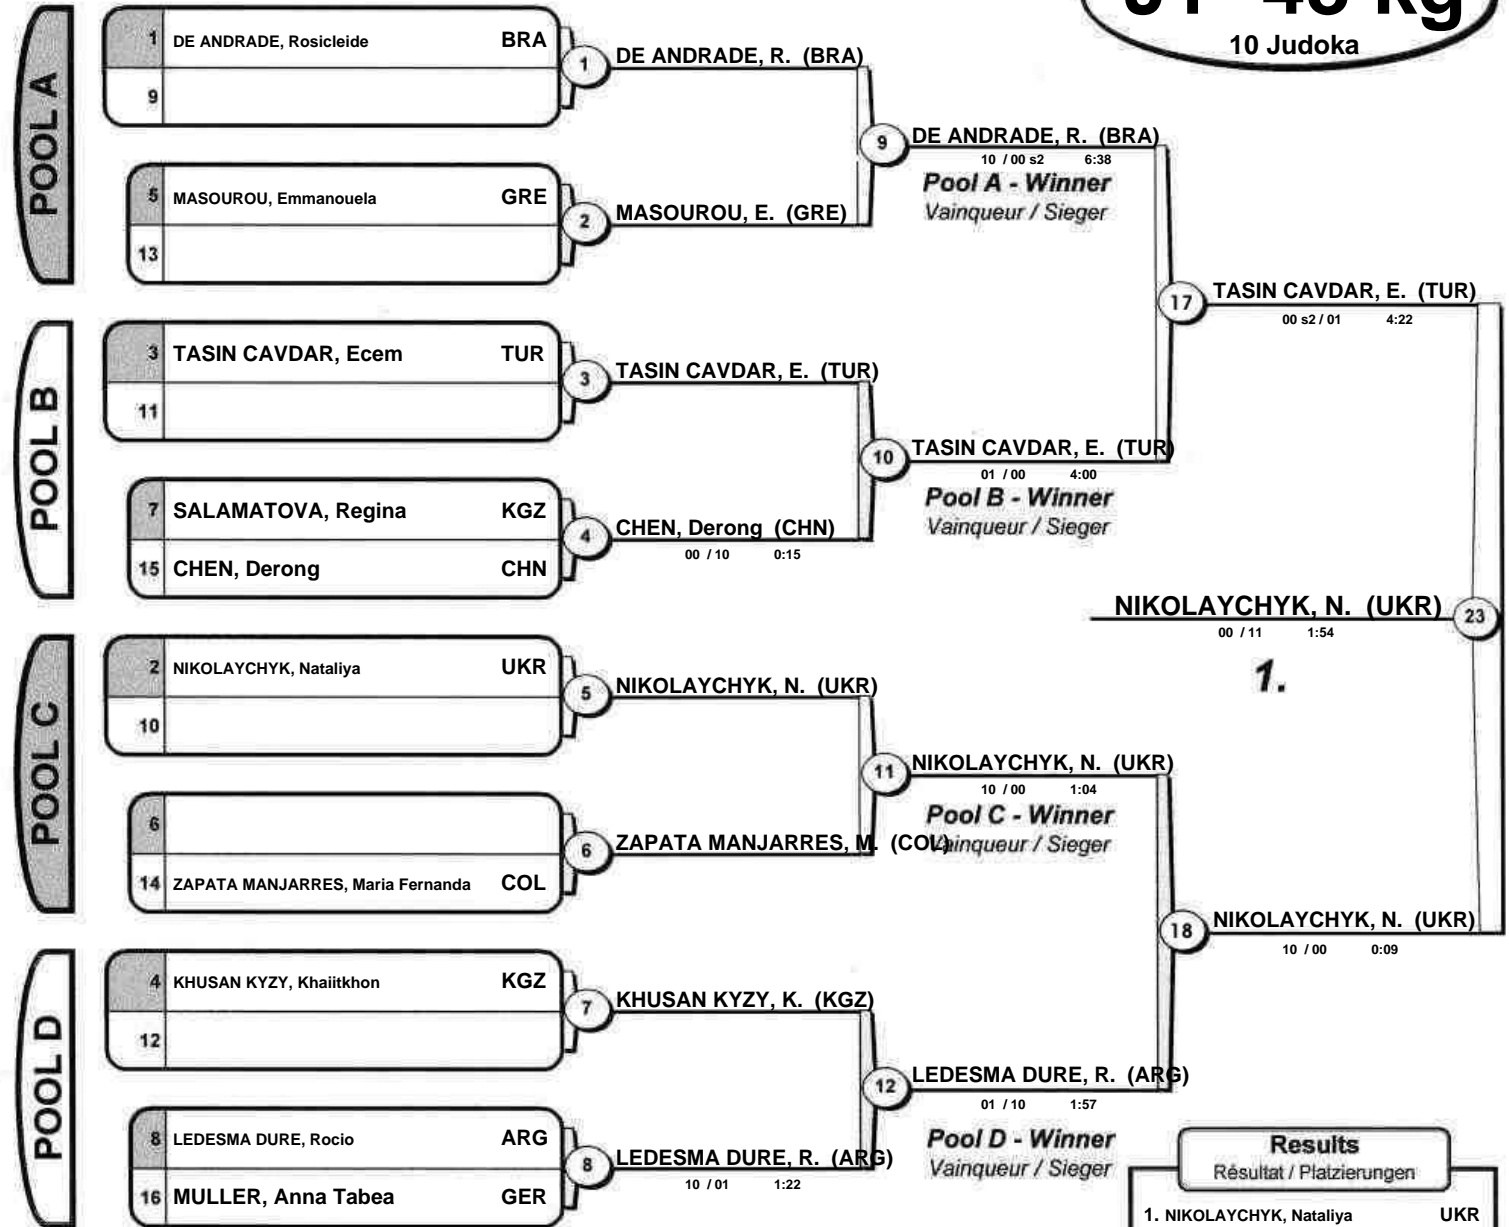 10 Judoka
POOL A
1 DE ANDRADE, Rosicleide BRA
9
1 DE ANDRADE, R. (BRA)
5 MASOUROU, Emmanouela GRE
13
2 MASOUROU, E. (GRE)
9 DE ANDRADE, R. (BRA)
10 / 00 s2 6:38
Pool A - Winner
Vainqueur / Sieger
POOL B
3 TASIN CAVDAR, Ecem TUR
11
3 TASIN CAVDAR, E. (TUR)
7 SALAMATOVA, Regina KGZ
15 CHEN, Derong CHN
4 CHEN, Derong (CHN)
00 / 10 0:15
10 TASIN CAVDAR, E. (TUR)
01 / 00 4:00
Pool B - Winner
Vainqueur / Sieger
17 TASIN CAVDAR, E. (TUR)
00 s2 / 01 4:22
POOL C
2 NIKOLAYCHYK, Nataliya UKR
10
5 NIKOLAYCHYK, N. (UKR)
6
14 ZAPATA MANJARRES, Maria Fernanda COL
6 ZAPATA MANJARRES, M. (COL)
11 NIKOLAYCHYK, N. (UKR)
10 / 00 1:04
Pool C - Winner
Vainqueur / Sieger
POOL D
4 KHUSAN KYZY, Khaiitkhon KGZ
12
7 KHUSAN KYZY, K. (KGZ)
8 LEDESMA DURE, Rocio ARG
16 MULLER, Anna Tabea GER
8 LEDESMA DURE, R. (ARG)
10 / 01 1:22
12 LEDESMA DURE, R. (ARG)
01 / 10 1:57
Pool D - Winner
Vainqueur / Sieger
18 NIKOLAYCHYK, N. (UKR)
10 / 00 0:09
NIKOLAYCHYK, N. (UKR) 23
00 / 11 1:54
1.
Results
Résultat / Platzierungen
1. NIKOLAYCHYK, Nataliya UKR